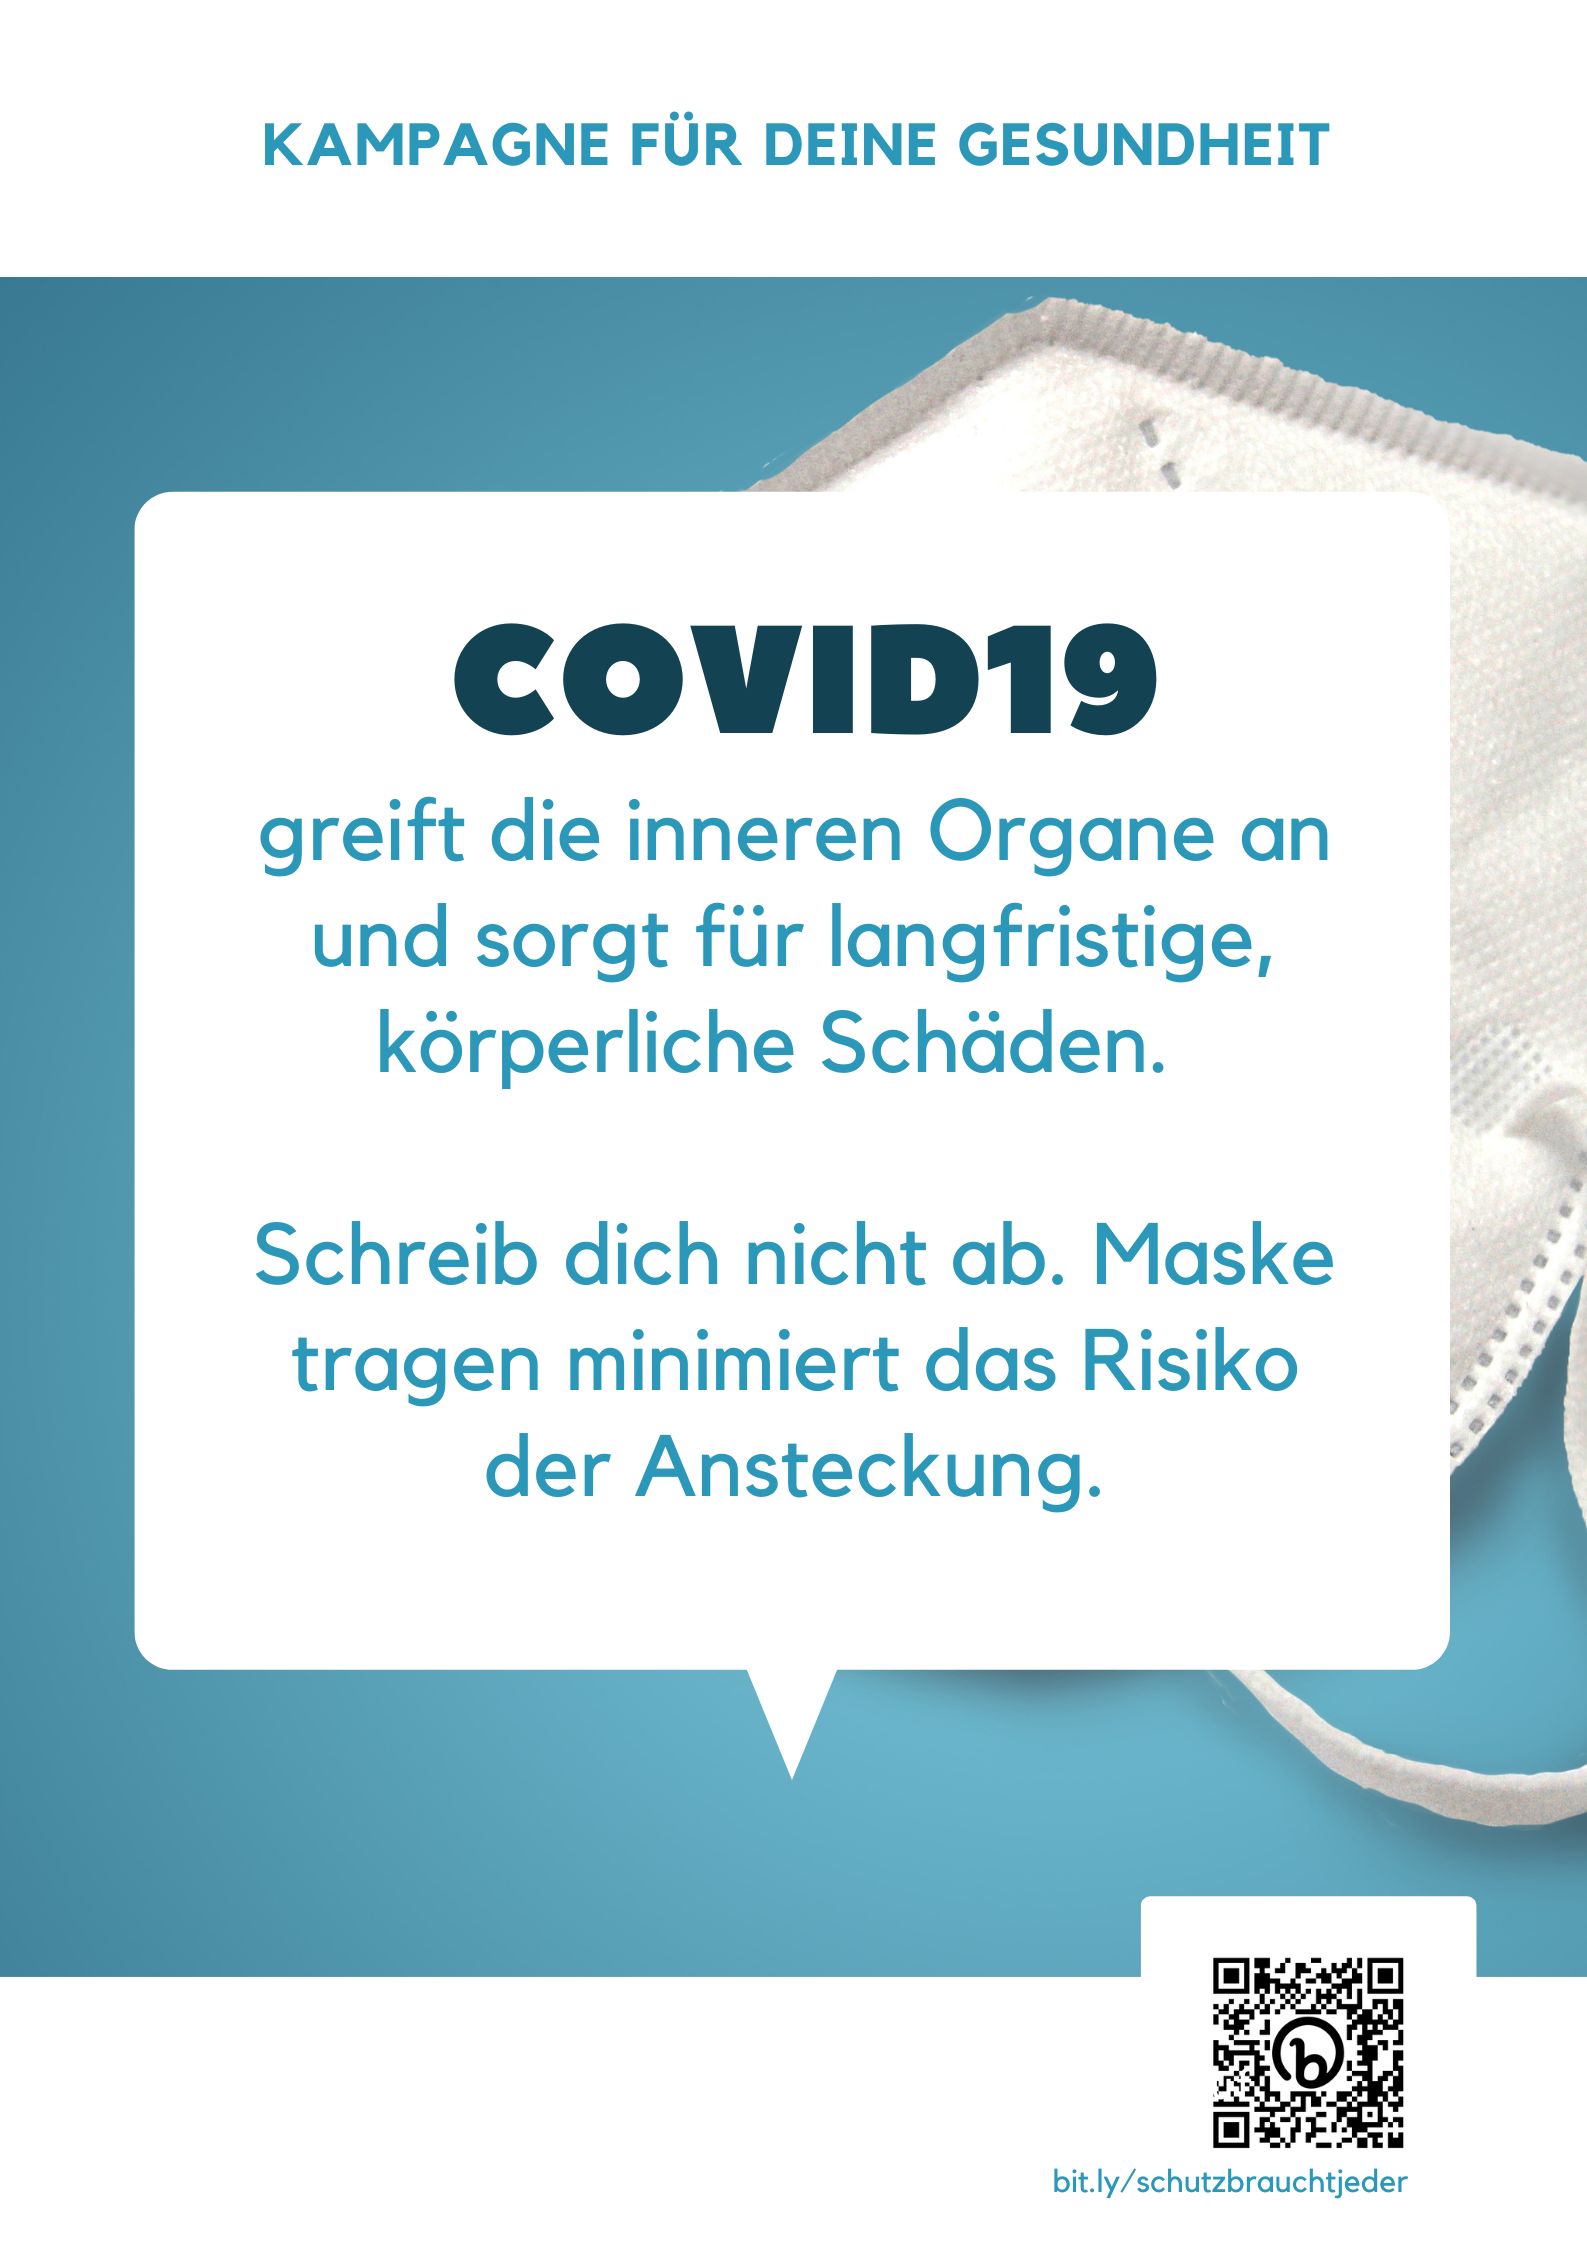 KAMPAGNE FÜR DEINE GESUNDHEIT
COVID19
greift die inneren Organe an
und sorgt für langfristige,
körperliche Schäden.
Schreib dich nicht ab. Maske
tragen minimiert das Risiko
der Ansteckung.
b
bit.ly/schutzbrauchtjeder